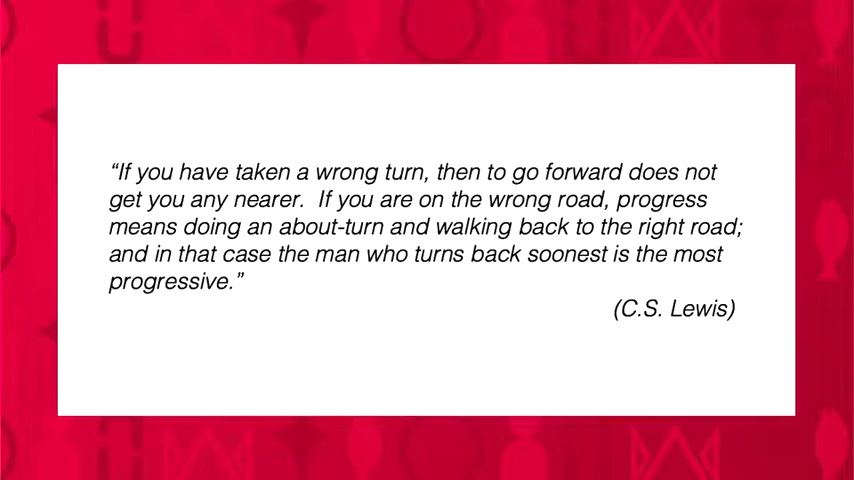 “If you have taken a wrong turn, then to go forward does not
get you any nearer.  If you are on the wrong road, progress
means doing an about-turn and walking back to the right road;
and in that case the man who turns back soonest is the most
progressive.”
(C.S. Lewis)